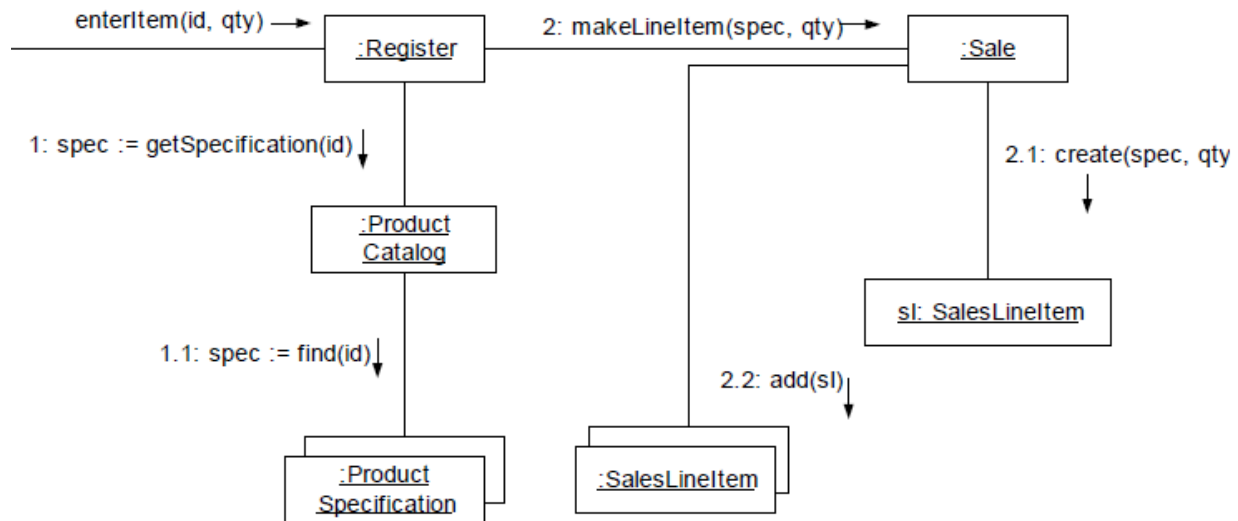 enterItem(id, qty)
2: makeLineItem(spec, qty)
:Register
:Sale
1: spec := getSpecification(id)
2.1: create(spec, qty
:Product
Catalog
sl: SalesLineItem
1.1: spec := find(id)
2.2: add(sl)
:Product
Specification
:SalesLineItem